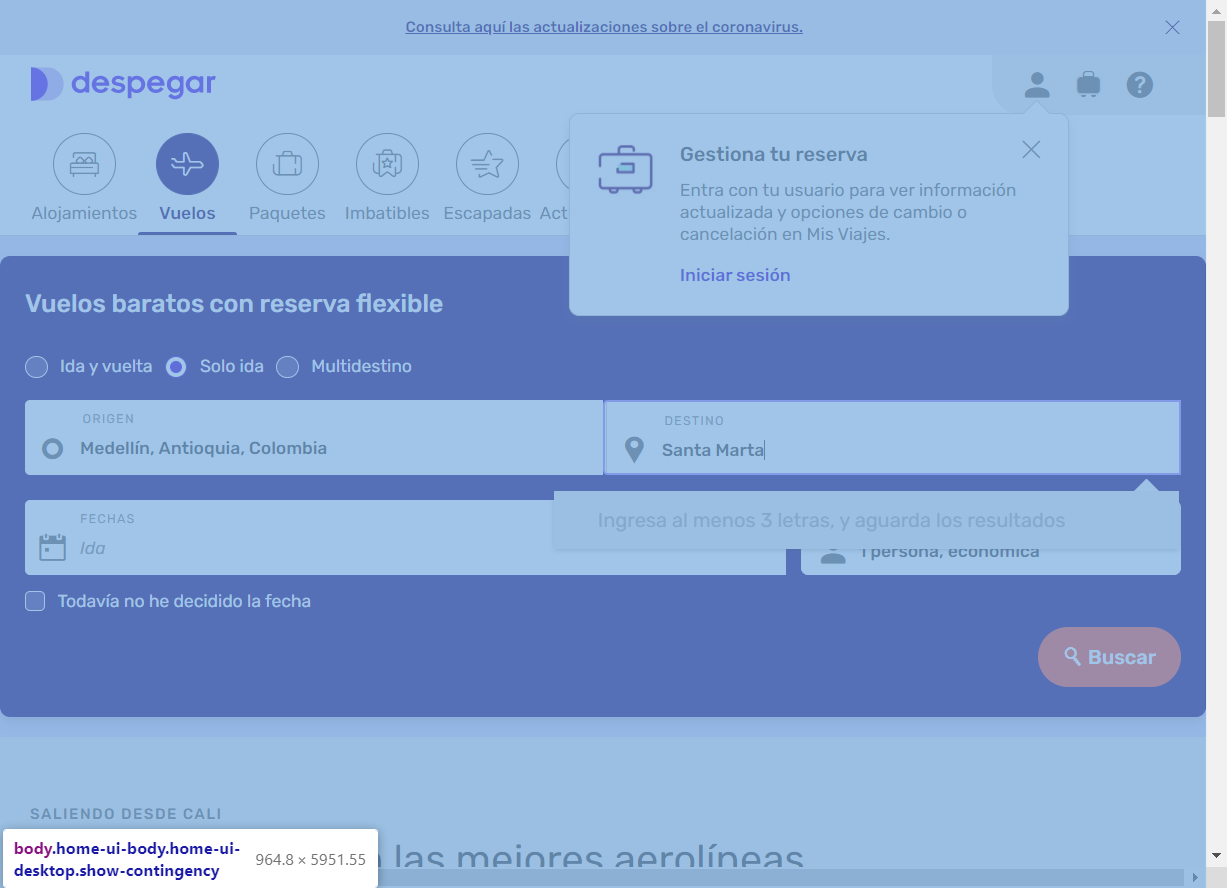 Consulta aquí las actualizaciones sobre el coronavirus.
despegar
Alojamientos
Vuelos
Paquetes
Imbatibles
Escapadas
Act
Gestiona tu reserva
Entra con tu usuario para ver información
actualizada y opciones de cambio o
cancelación en Mis Viajes.
Iniciar sesión
Vuelos baratos con reserva flexible
Ida y vuelta
Solo ida
Multidestino
ORIGEN
Medellín, Antioquia, Colombia
DESTINO
Santa Marta
Ingresa al menos 3 letras, y aguarda los resultados
FECHAS
Ida
1 persona, económica
Todavía no he decidido la fecha
Buscar
SALIENDO DESDE CALI
las mejores aerolíneas
body.home-ui-body.home-ui-
desktop.show-contingency
964.8 × 5951.55